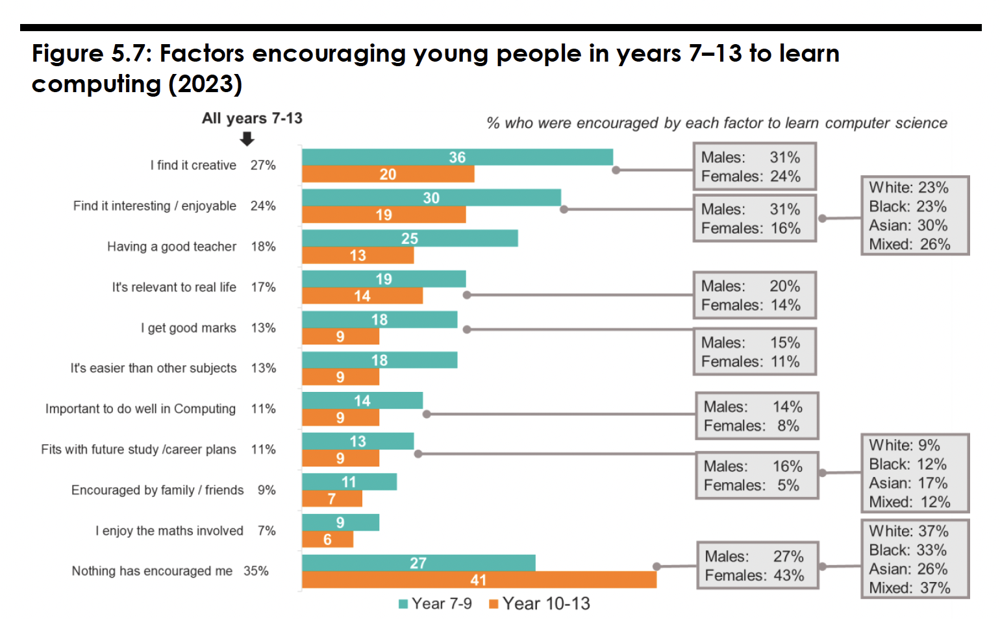 Figure 5.7: Factors encouraging young people in years 7–13 to learn
computing (2023)
All years 7-13
% who were encouraged by each factor to learn computer science
I find it creative 27%
36
20
Males: 31%
Females: 24%
Find it interesting / enjoyable 24%
30
19
Males: 31%
Females: 16%
White: 23%
Black: 23%
Asian: 30%
Mixed: 26%
Having a good teacher 18%
25
13
It's relevant to real life 17%
19
14
Males: 20%
Females: 14%
I get good marks 13%
18
9
Males: 15%
Females: 11%
It's easier than other subjects 13%
18
9
Important to do well in Computing 11%
14
9
Males: 14%
Females: 8%
Fits with future study /career plans 11%
13
9
Males: 16%
Females: 5%
White: 9%
Black: 12%
Asian: 17%
Mixed: 12%
Encouraged by family / friends 9%
11
7
I enjoy the maths involved 7%
9
6
Nothing has encouraged me 35%
27
41
Males: 27%
Females: 43%
White: 37%
Black: 33%
Asian: 26%
Mixed: 37%
Year 7-9 Year 10-13